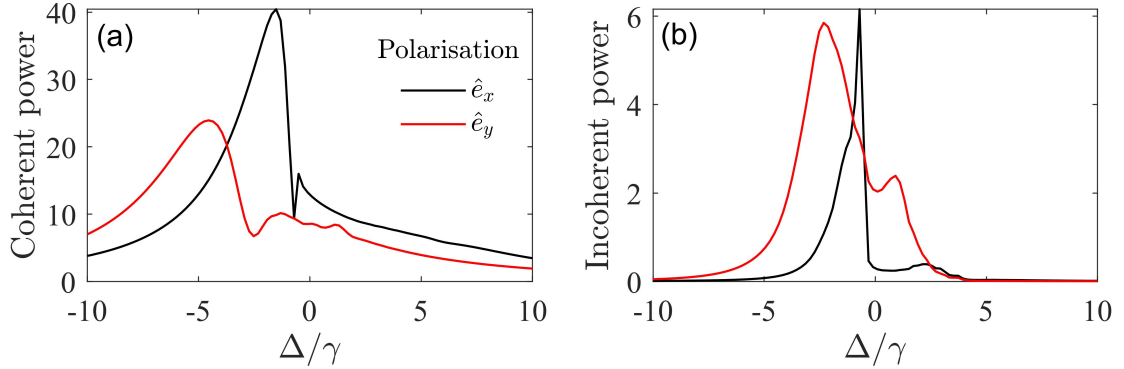 (a)
Coherent power
40
30
20
10
0
Polarisation
êₓ
ê_y
-10 -5 0 5 10
Δ/γ
(b)
Incoherent power
6
4
2
0
-10 -5 0 5 10
Δ/γ